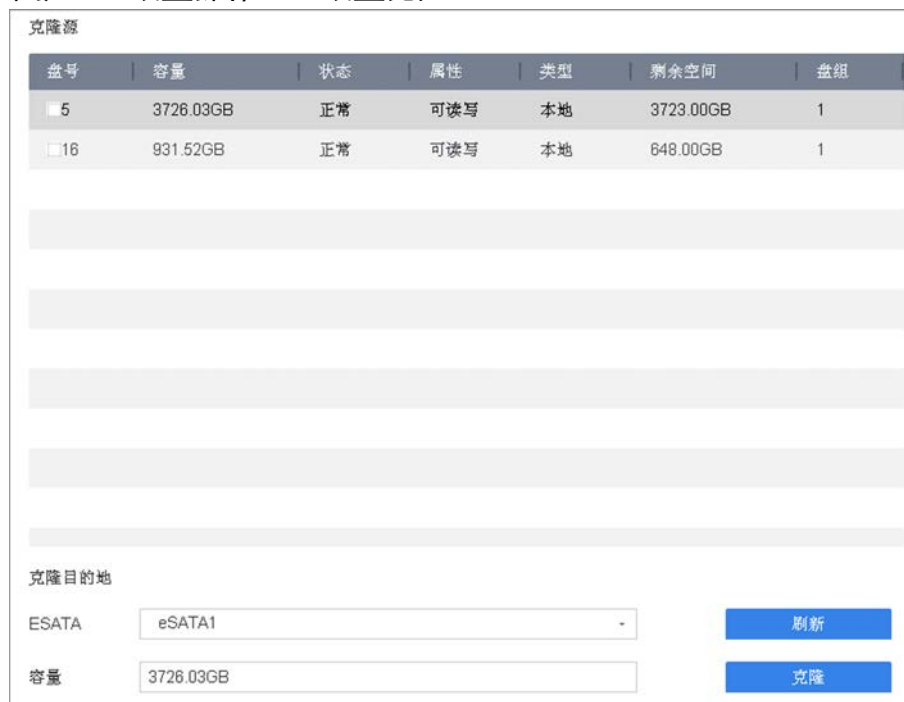 克隆源
盘号 容量 状态 属性 类型 剩余空间 盘组
5 3726.03GB 正常 可读写 本地 3723.00GB 1
16 931.52GB 正常 可读写 本地 648.00GB 1
克隆目的地
ESATA eSATA1 刷新
容量 3726.03GB 克隆